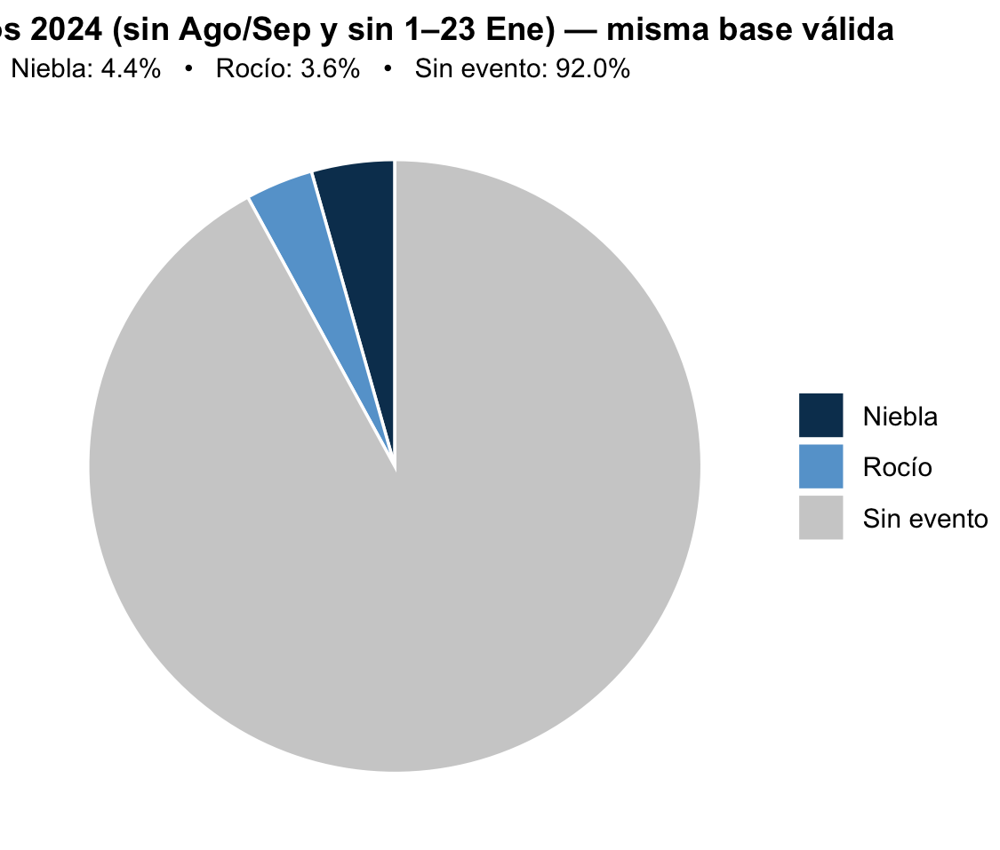 2024 (sin Ago/Sep y sin 1–23 Ene) — misma base válida
Niebla: 4.4% • Rocío: 3.6% • Sin evento: 92.0%
Niebla
Rocío
Sin evento